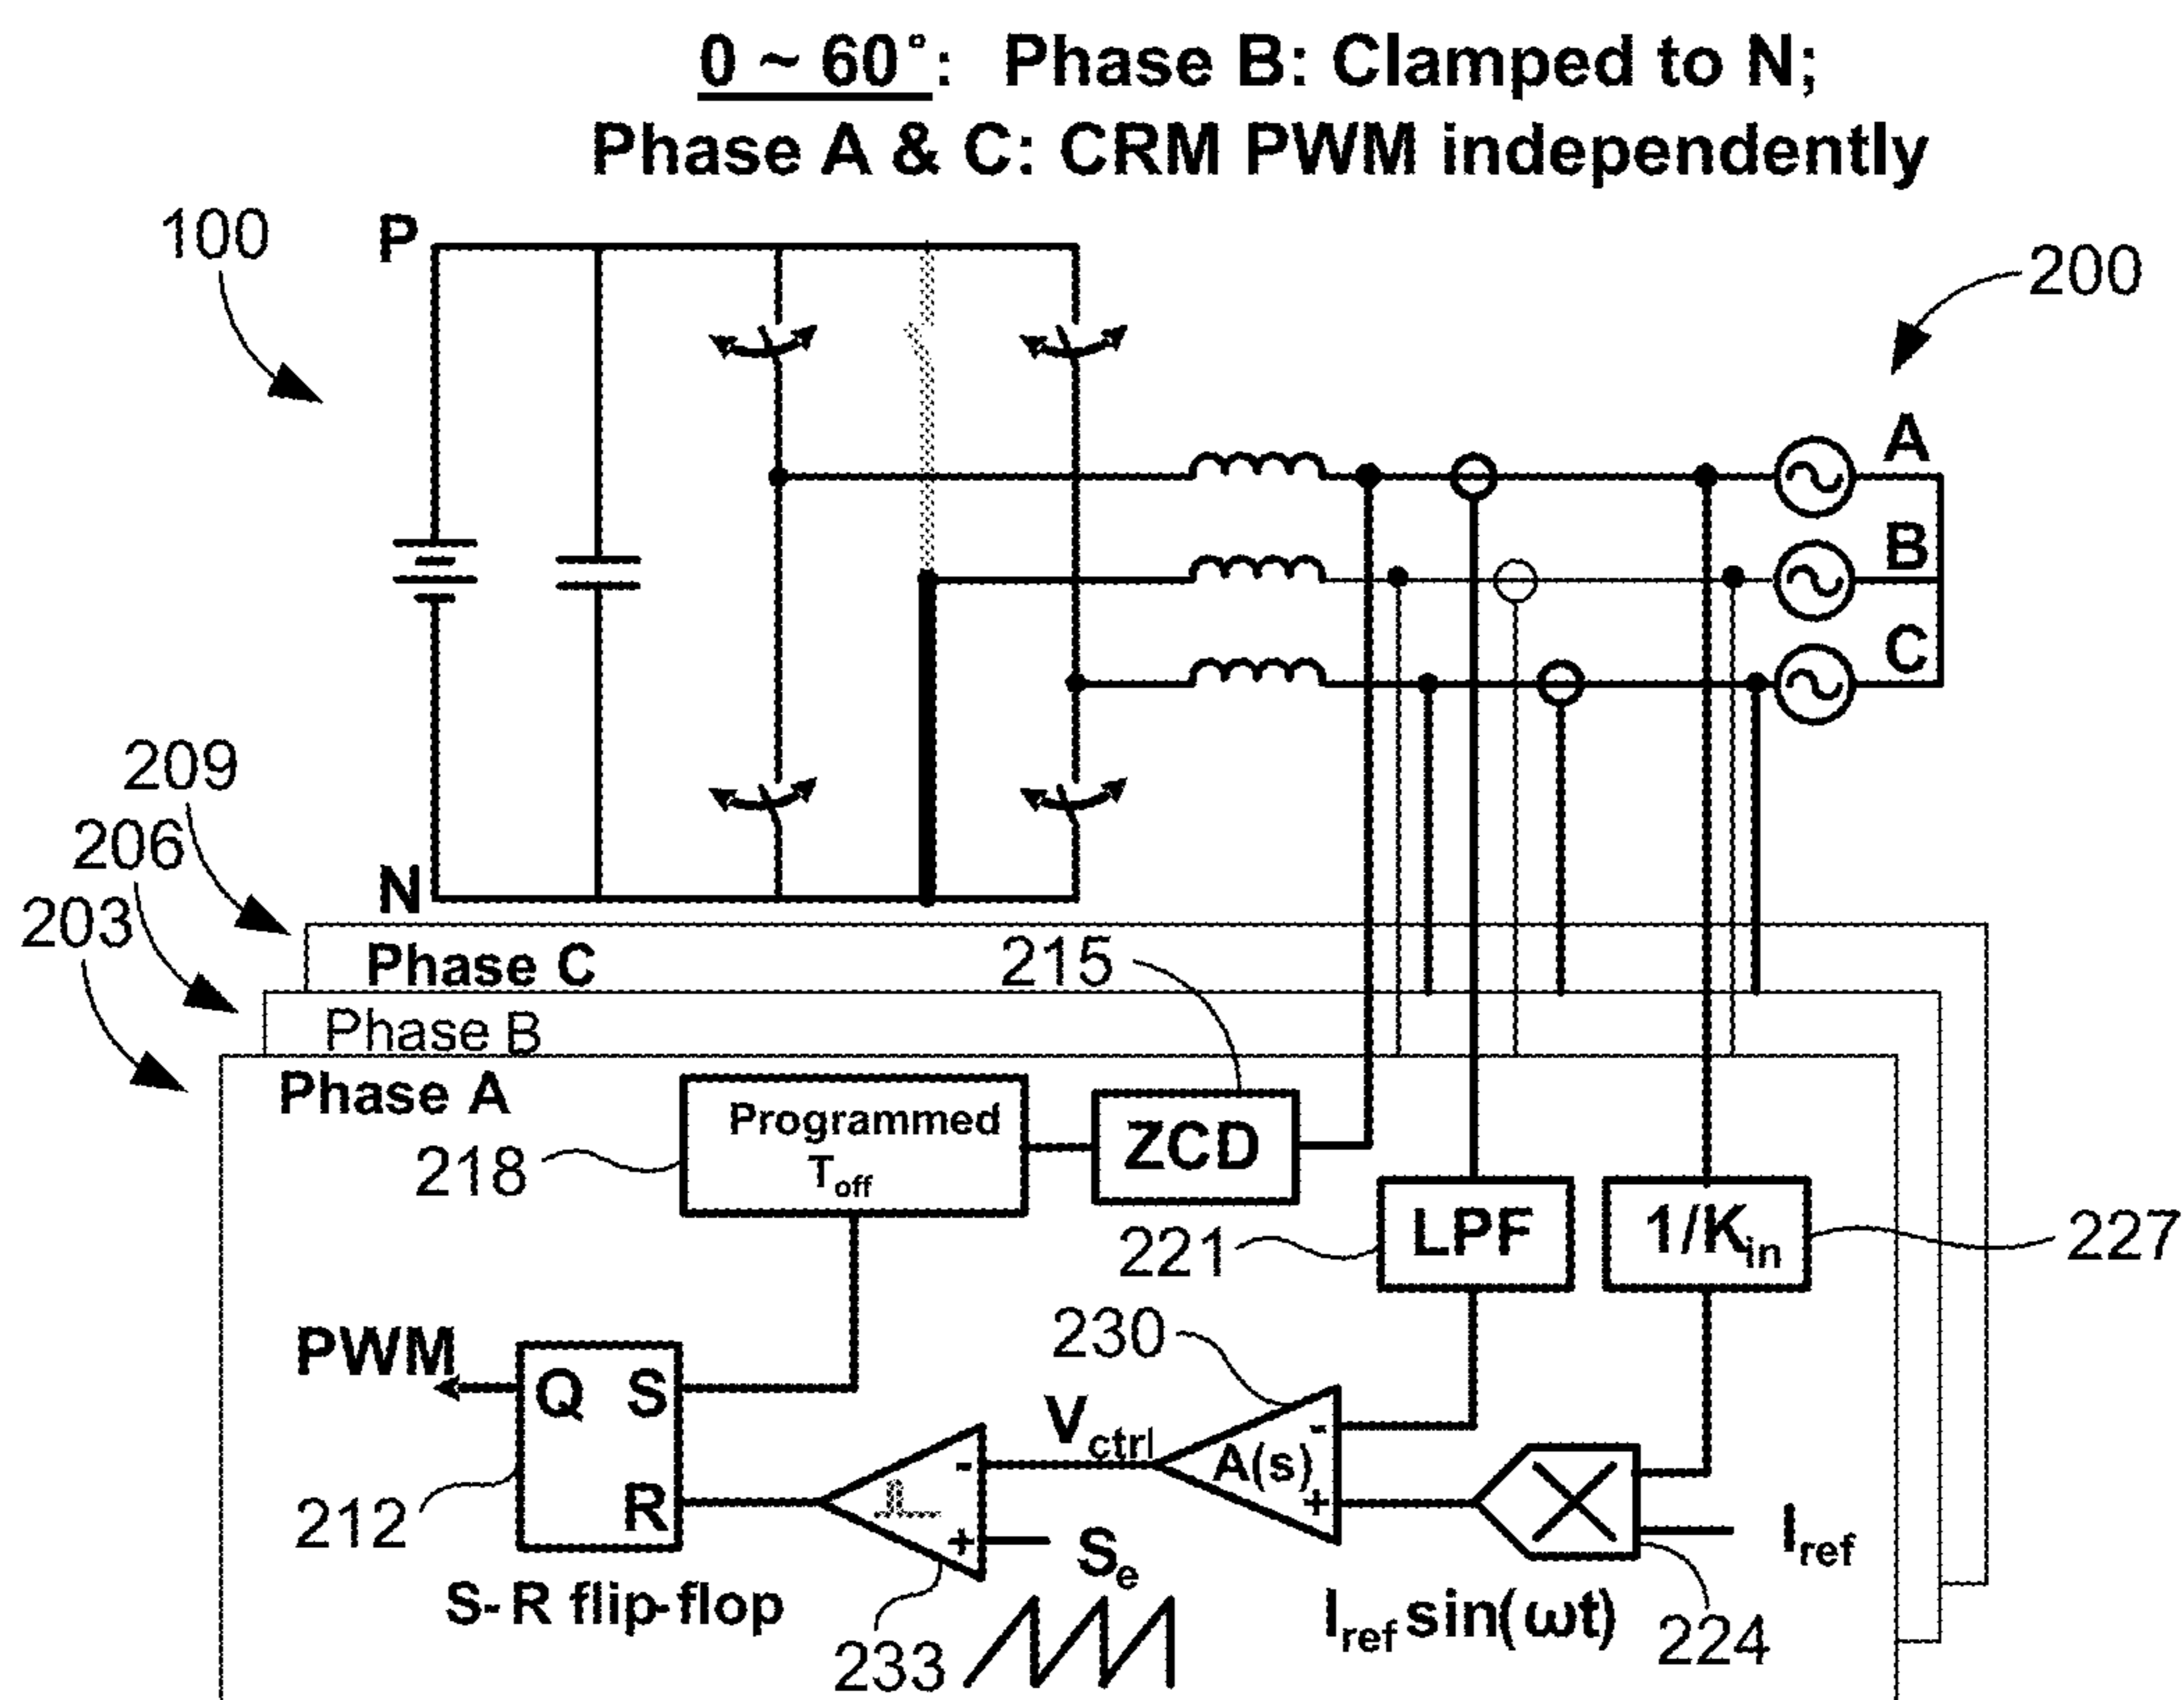 0 ~ 60°: Phase B: Clamped to N;
Phase A & C: CRM PWM independently
100
P
200
A
B
C
209
206
203
N
Phase C
215
Phase B
Phase A
Programmed
Toff
ZCD
218
221
LPF
1/Kin
227
230
PWM
Q
S
R
Vctrl
-
A(s)
+
-
+
212
Se
Iref
S-R flip-flop
233
Iref sin(ωt)
224